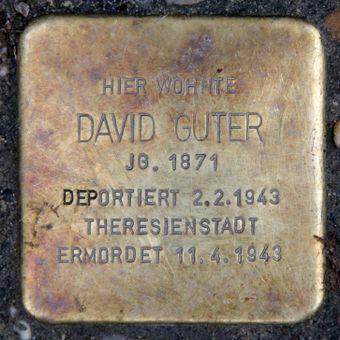 HIER WOHNTE
DAVID GUTER
JG. 1871
DEPORTIERT 2.2.1943
THERESIENSTADT
ERMORDET 11.4.1943